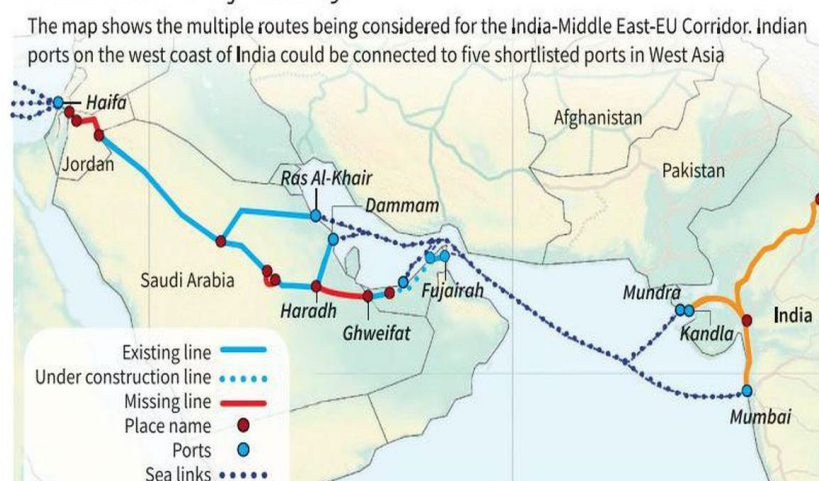 The map shows the multiple routes being considered for the India-Middle East-EU Corridor. Indian
ports on the west coast of India could be connected to five shortlisted ports in West Asia
Haifa
Jordan
Afghanistan
Pakistan
Ras Al-Khair
Dammam
Saudi Arabia
Haradh
Ghweifat
Fujairah
Mundra
Kandla
India
Mumbai
Existing line
Under construction line
Missing line
Place name
Ports
Sea links